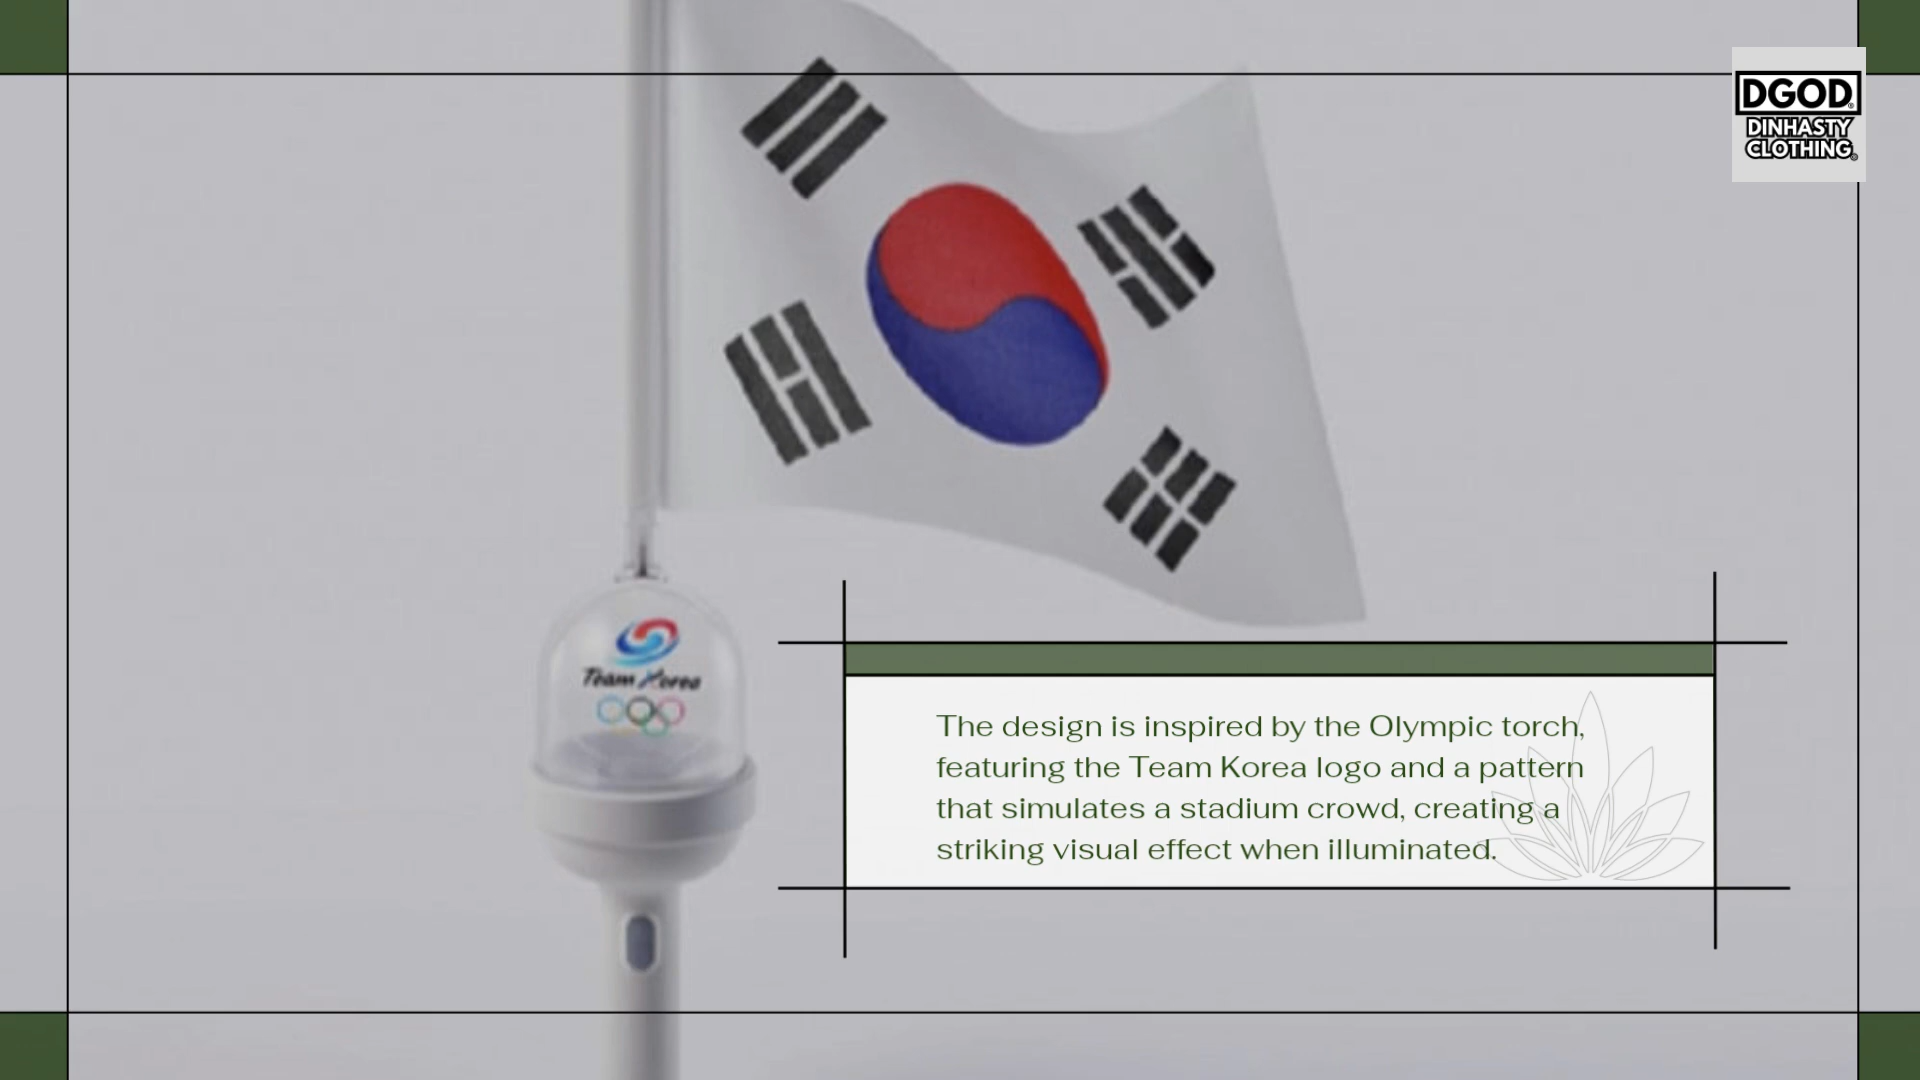 DGOD
DINHASTY
CLOTHING
Team Korea
The design is inspired by the Olympic torch,
featuring the Team Korea logo and a pattern
that simulates a stadium crowd, creating a
striking visual effect when illuminated.